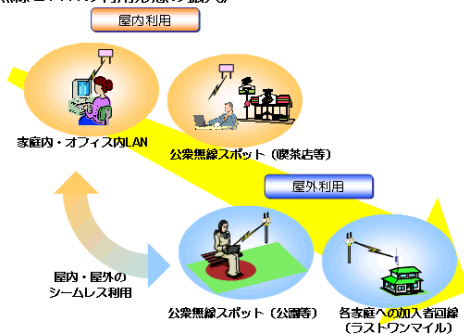 屋内利用
家庭内・オフィス内LAN
公衆無線スポット（喫茶店等）
屋外利用
屋内・屋外の
シームレス利用
公衆無線スポット（公園等）
各家庭への加入者回線
（ラストワンマイル）